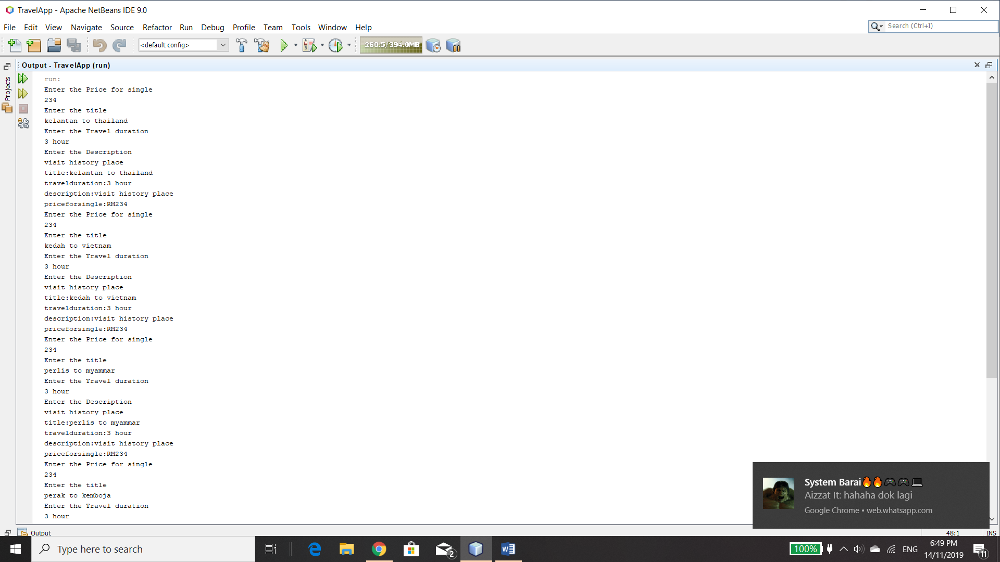 TravelApp - Apache NetBeans IDE 9.0
File Edit View Navigate Source Refactor Run Debug Profile Team Tools Window Help
Search (Ctrl+I)
<default config>
260.5/394.0MB
Output - TravelApp (run)
Projects
run:
Enter the Price for single
234
Enter the title
kelantan to thailand
Enter the Travel duration
3 hour
Enter the Description
visit history place
title:kelantan to thailand
travelduration:3 hour
description:visit history place
priceforsingle:RM234
Enter the Price for single
234
Enter the title
kedah to vietnam
Enter the Travel duration
3 hour
Enter the Description
visit history place
title:kedah to vietnam
travelduration:3 hour
description:visit history place
priceforsingle:RM234
Enter the Price for single
234
Enter the title
perlis to myammar
Enter the Travel duration
3 hour
Enter the Description
visit history place
title:perlis to myammar
travelduration:3 hour
description:visit history place
priceforsingle:RM234
Enter the Price for single
234
Enter the title
perak to kemboja
Enter the Travel duration
3 hour
System Barai🔥🔥🎮🎮💻
Aizzat It: hahaha dok lagi
Google Chrome • web.whatsapp.com
Output
48:1
INS
Type here to search
2
100%
ENG
6:49 PM
14/11/2019
11